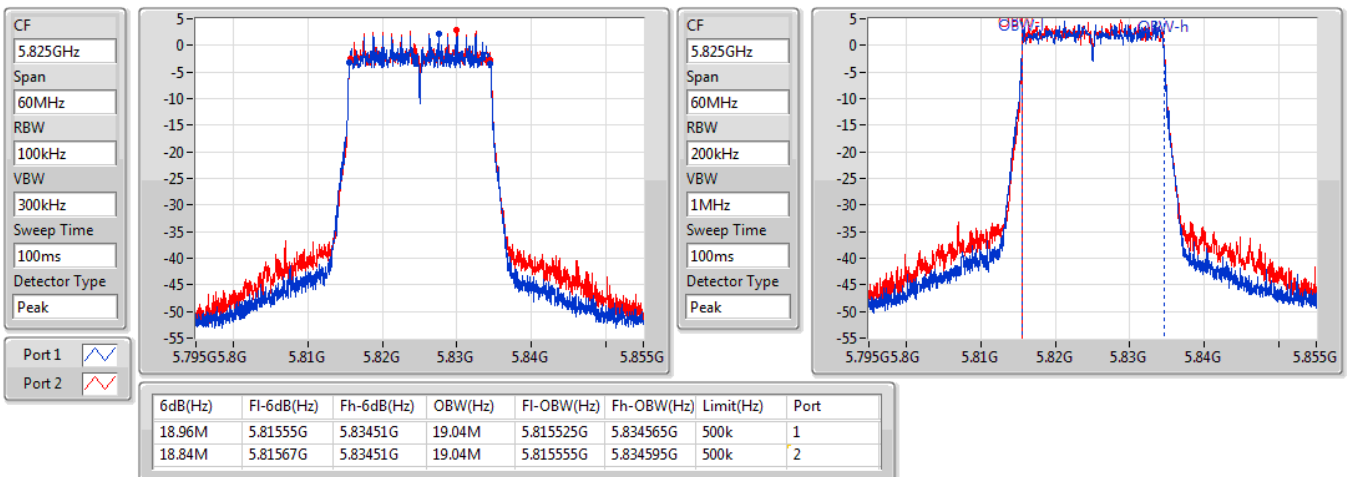 CF
5.825GHz
Span
60MHz
RBW
100kHz
VBW
300kHz
Sweep Time
100ms
Detector Type
Peak
Port 1
Port 2
5
0
-5
-10
-15
-20
-25
-30
-35
-40
-45
-50
-55
5.795G 5.8G 5.81G 5.82G 5.83G 5.84G 5.855G
CF
5.825GHz
Span
60MHz
RBW
200kHz
VBW
1MHz
Sweep Time
100ms
Detector Type
Peak
OBW-l OBW-h
5
0
-5
-10
-15
-20
-25
-30
-35
-40
-45
-50
-55
5.795G 5.8G 5.81G 5.82G 5.83G 5.84G 5.855G
6dB(Hz) Fl-6dB(Hz) Fh-6dB(Hz) OBW(Hz) Fl-OBW(Hz) Fh-OBW(Hz) Limit(Hz) Port
18.96M 5.81555G 5.83451G 19.04M 5.815525G 5.834565G 500k 1
18.84M 5.81567G 5.83451G 19.04M 5.815555G 5.834595G 500k 2